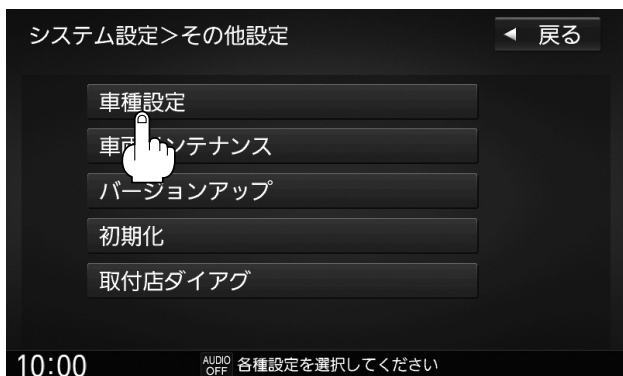 システム設定＞その他設定
◀ 戻る
車種設定
車両メンテナンス
バージョンアップ
初期化
取付店ダイアグ
10:00
AUDIO OFF 各種設定を選択してください